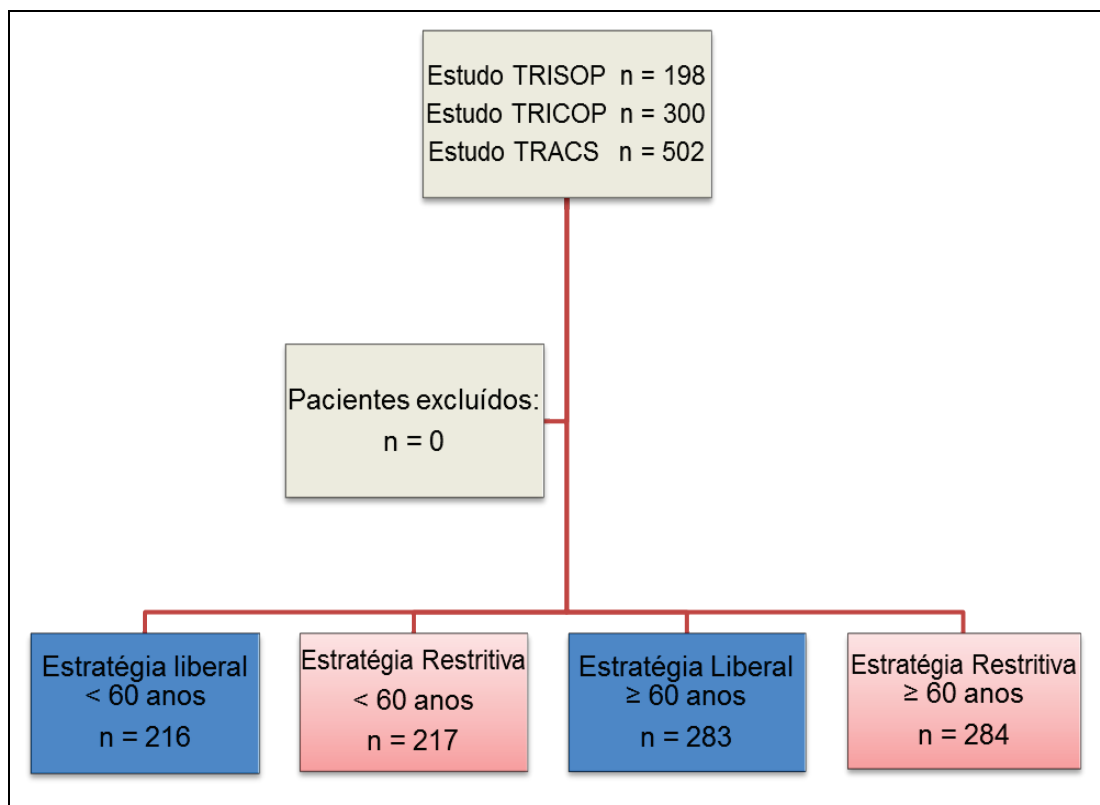 Estudo TRISOP n = 198
Estudo TRICOP n = 300
Estudo TRACS n = 502
Pacientes excluídos:
n = 0
Estratégia liberal
< 60 anos
n = 216
Estratégia Restritiva
< 60 anos
n = 217
Estratégia Liberal
≥ 60 anos
n = 283
Estratégia Restritiva
≥ 60 anos
n = 284